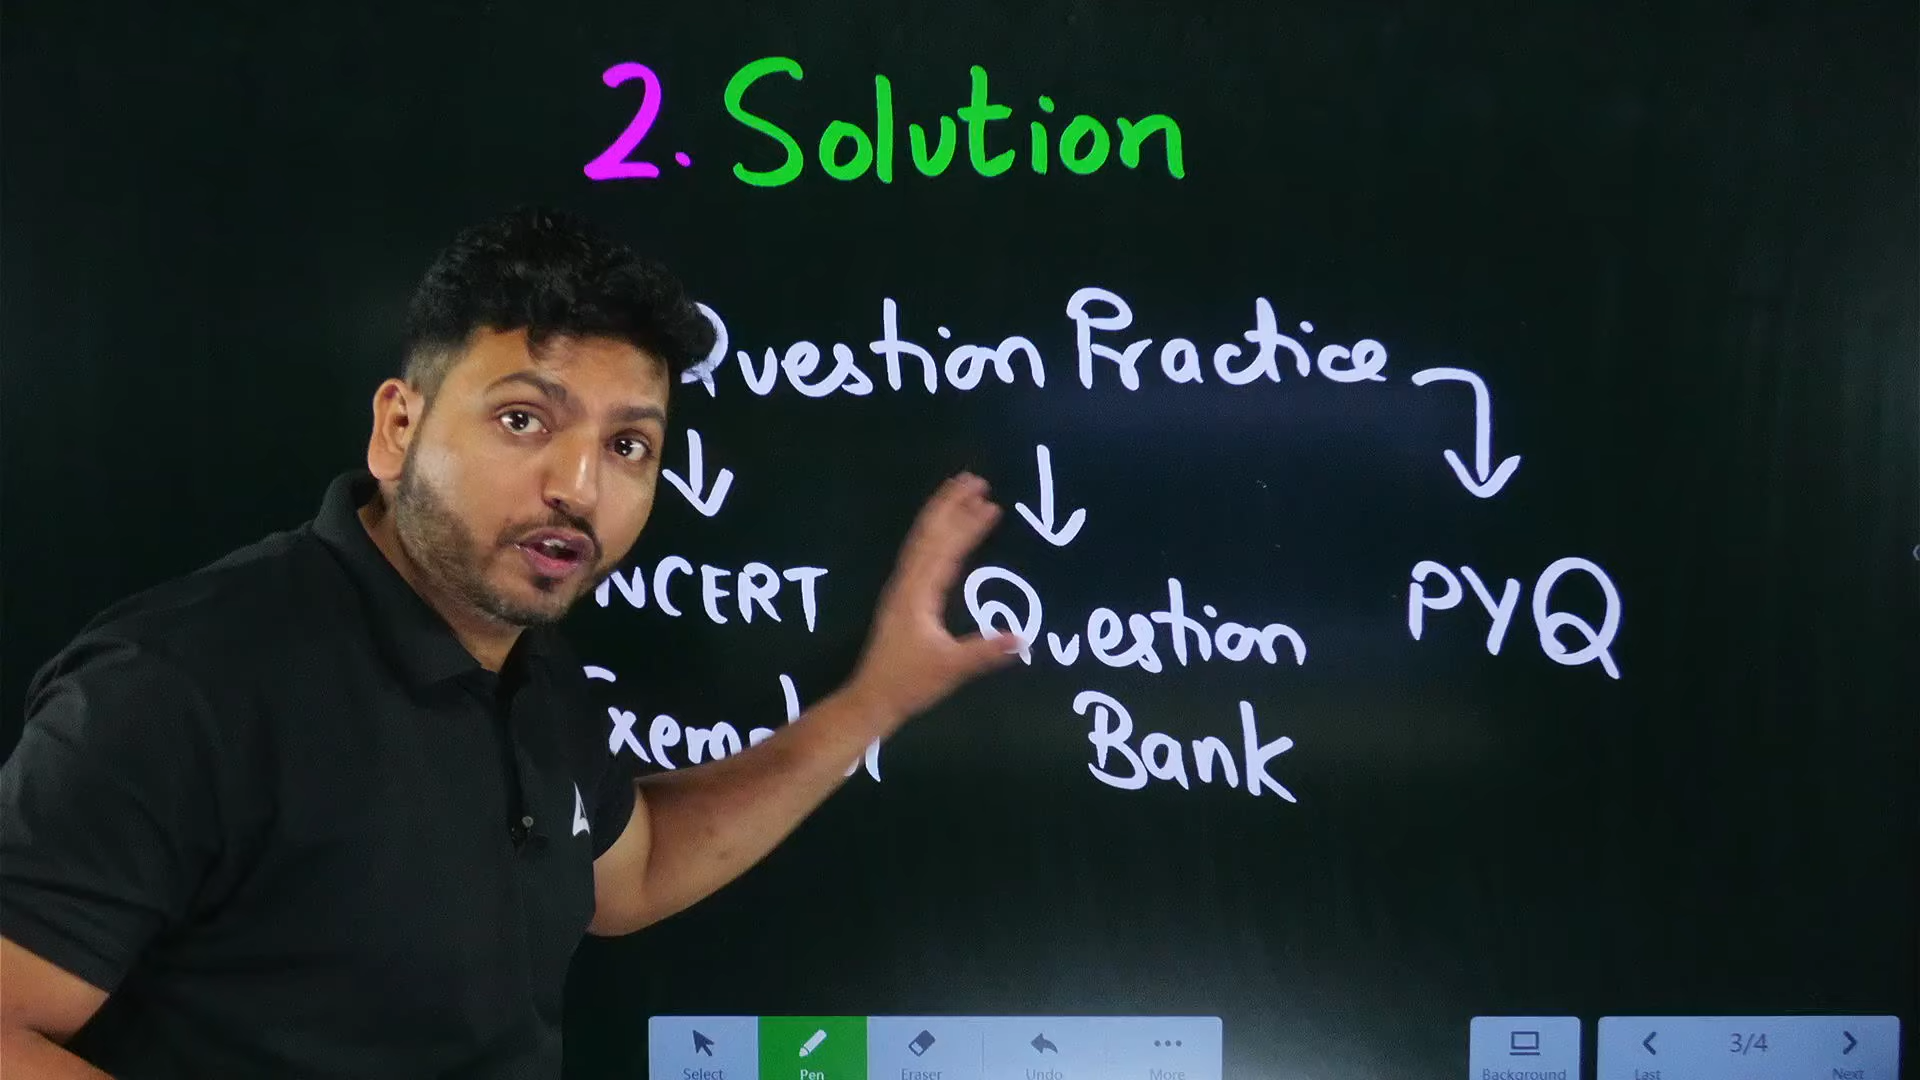 2. Solution
Question Practice
NCERT
Question
PYQ
Bank
Select
Pen
Eraser
Undo
More
Background
Last
3/4
Next